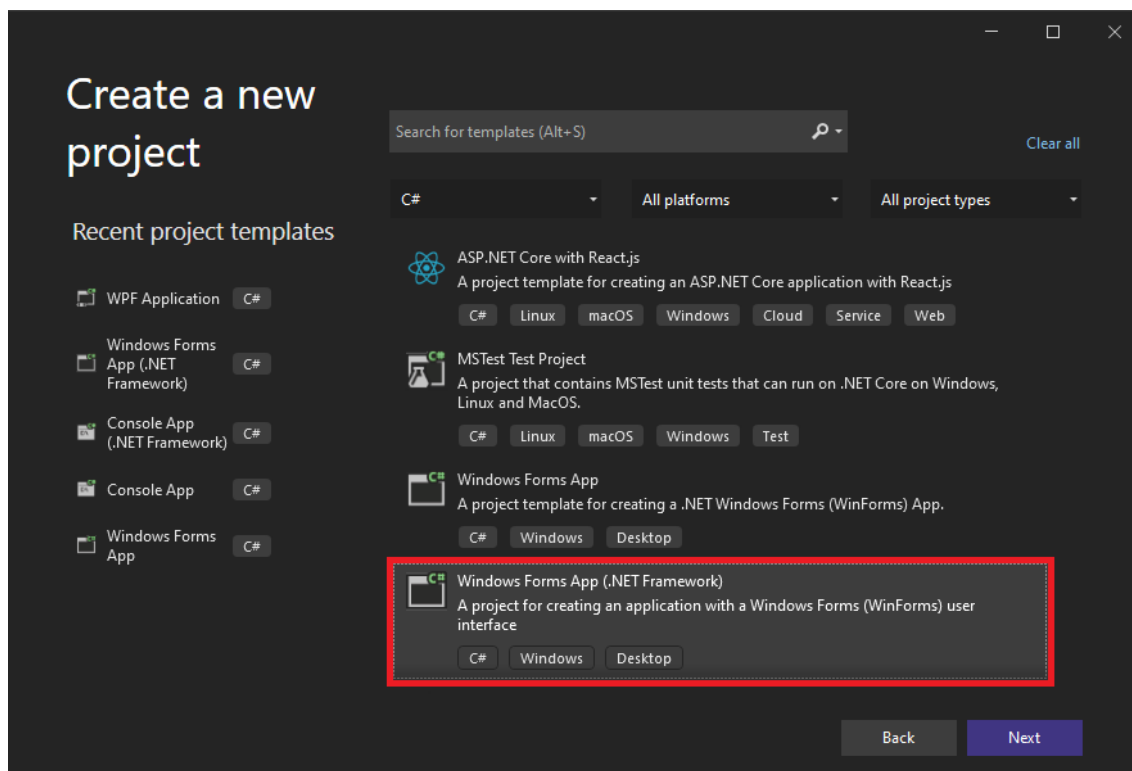 Create a new
project
Recent project templates
WPF Application C#
Windows Forms
App (.NET
Framework) C#
Console App
(.NET Framework) C#
Console App C#
Windows Forms
App C#
Search for templates (Alt+S)
Clear all
C# All platforms All project types
ASP.NET Core with React.js
A project template for creating an ASP.NET Core application with React.js
C# Linux macOS Windows Cloud Service Web
MSTest Test Project
A project that contains MSTest unit tests that can run on .NET Core on Windows,
Linux and MacOS.
C# Linux macOS Windows Test
Windows Forms App
A project template for creating a .NET Windows Forms (WinForms) App.
C# Windows Desktop
Windows Forms App (.NET Framework)
A project for creating an application with a Windows Forms (WinForms) user
interface
C# Windows Desktop
Back Next